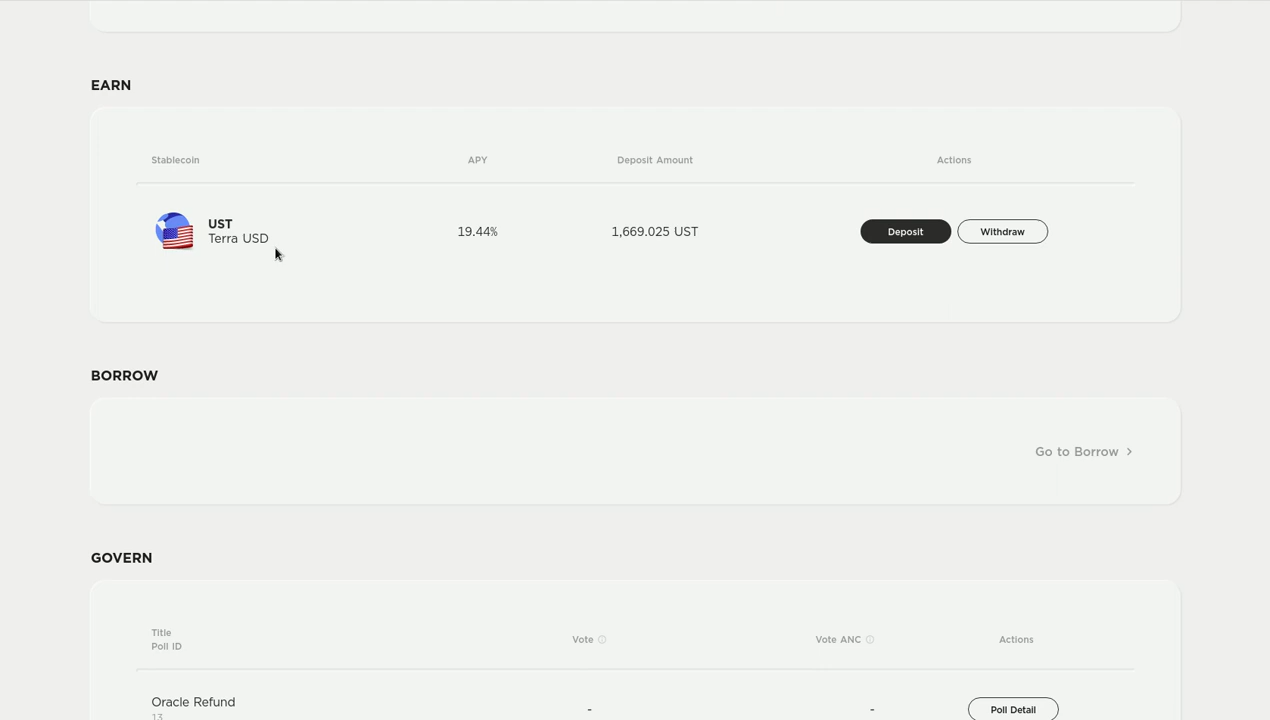 EARN
Stablecoin APY Deposit Amount Actions
UST
Terra USD
19.44% 1,669.025 UST Deposit Withdraw
BORROW
Go to Borrow
GOVERN
Title
Poll ID
Vote Vote ANC Actions
Oracle Refund
13
- - Poll Detail